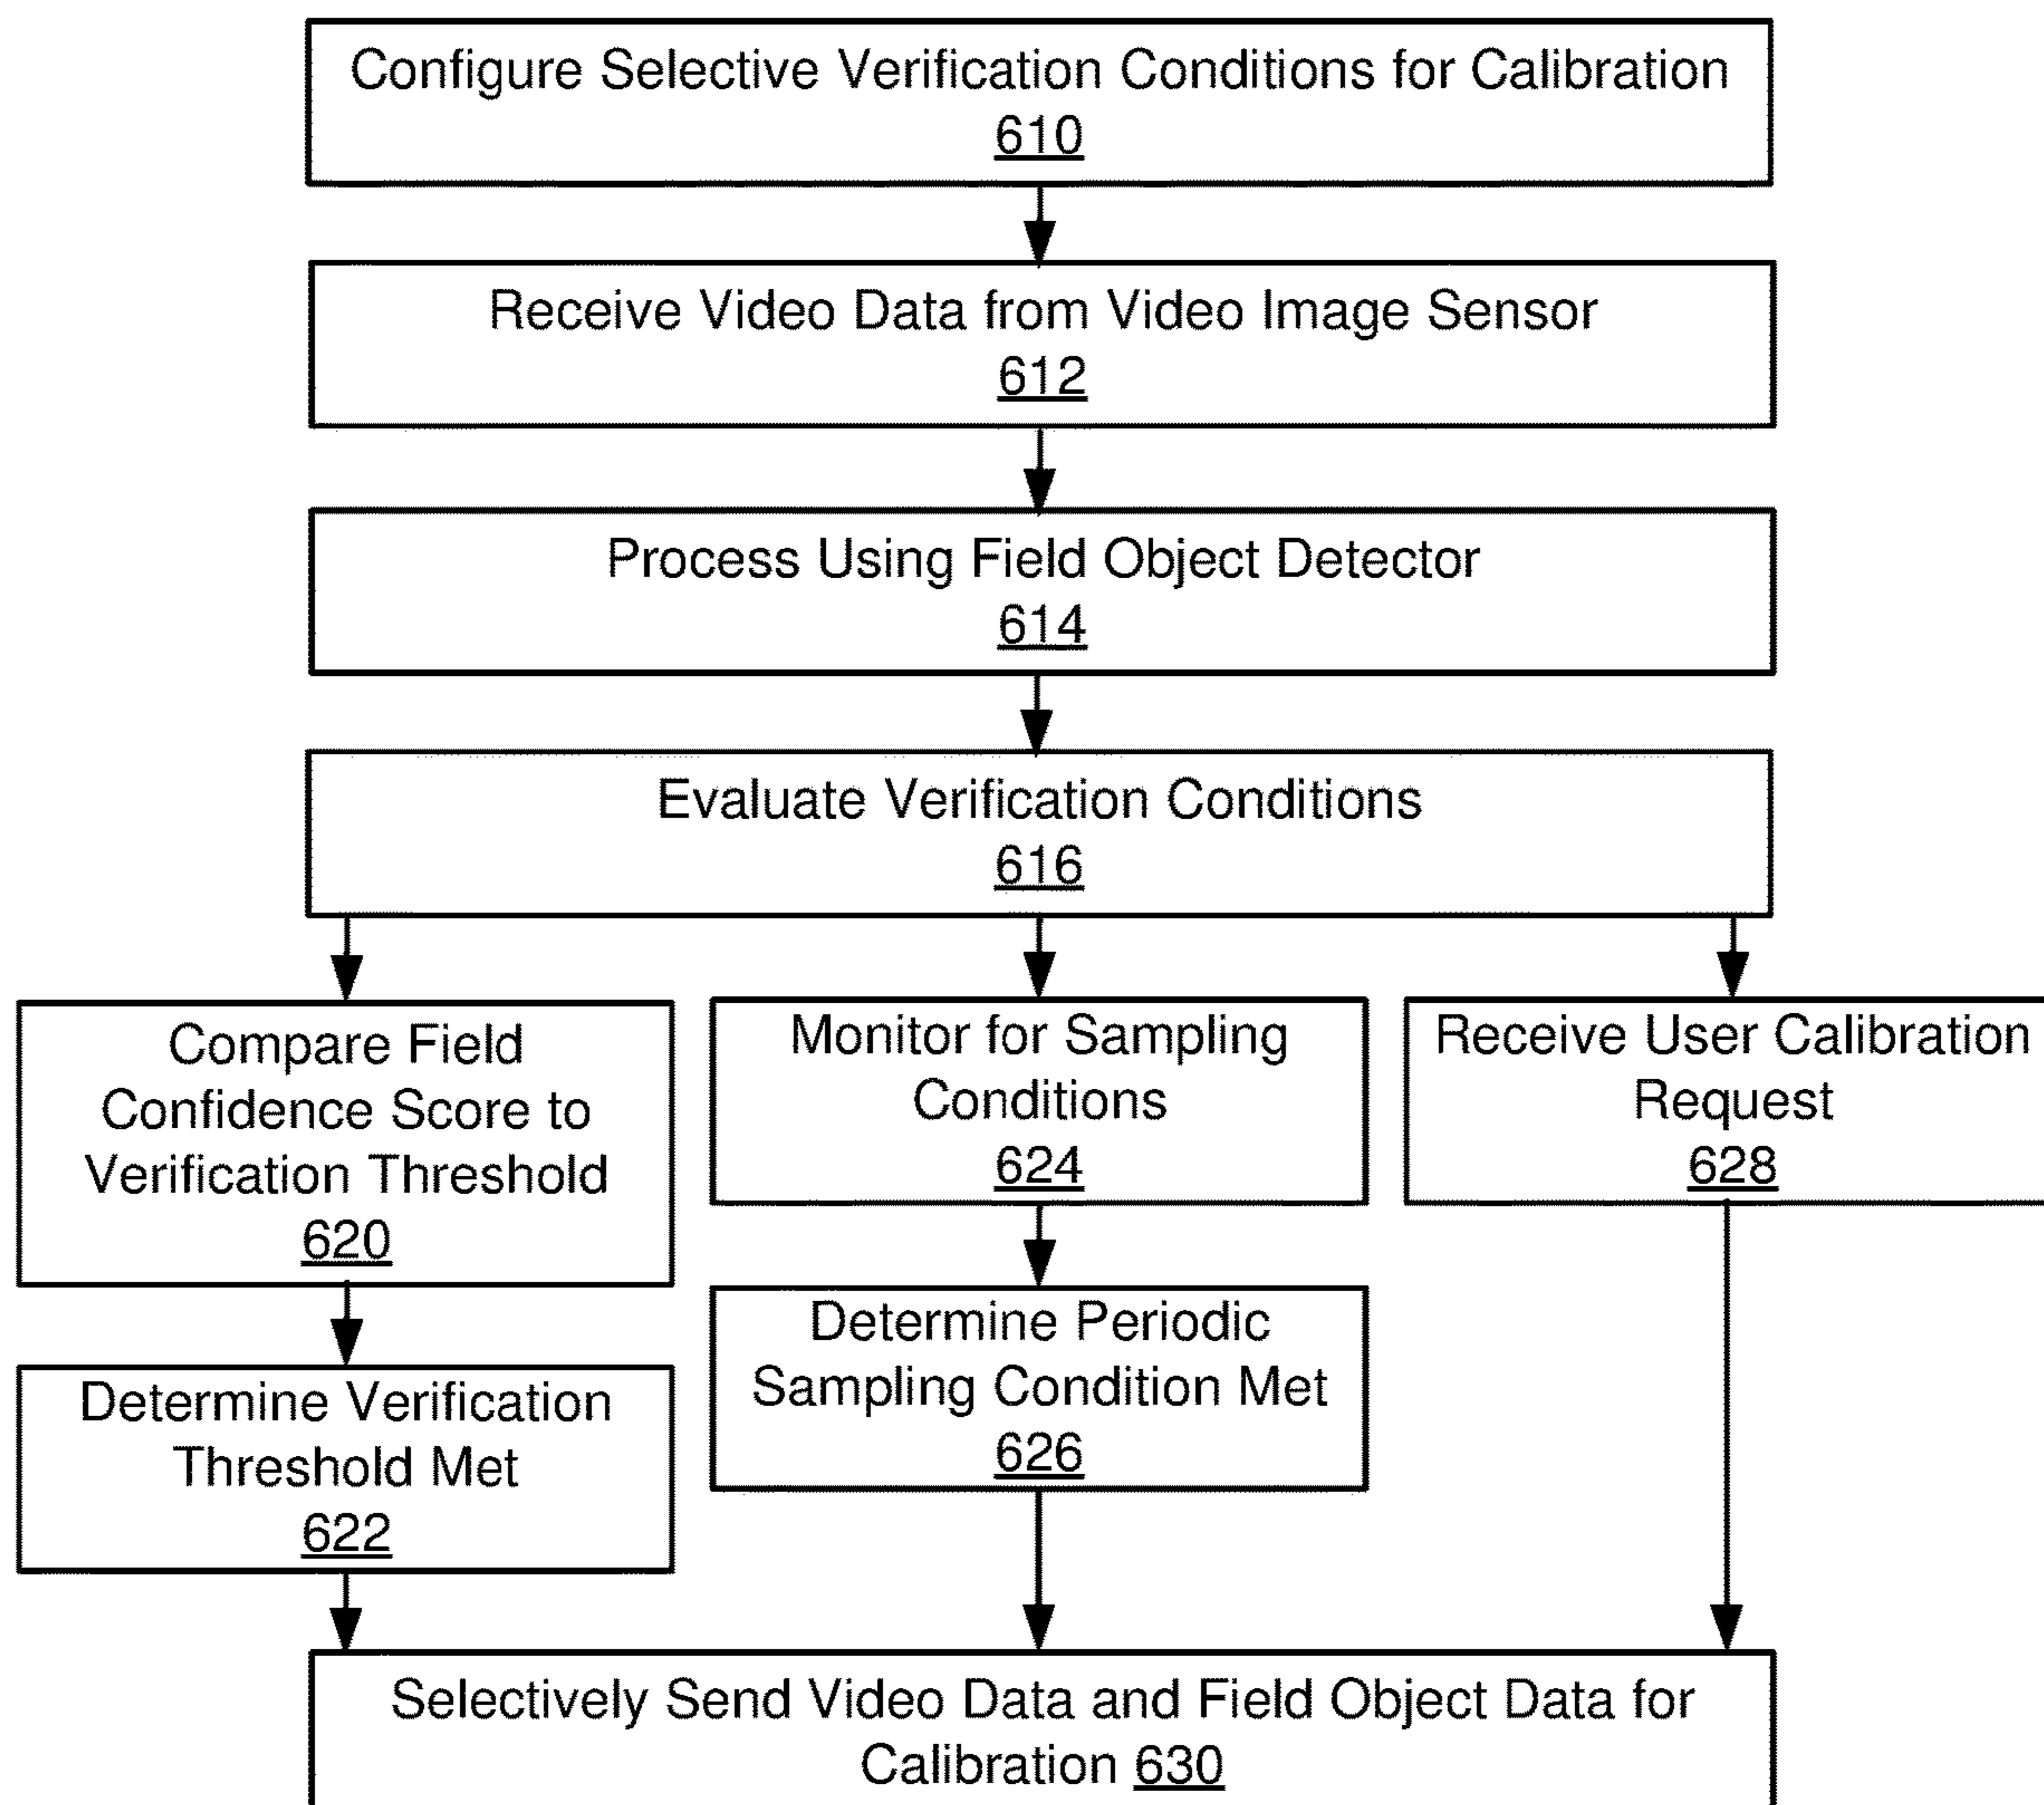 Configure Selective Verification Conditions for Calibration
610
Receive Video Data from Video Image Sensor
612
Process Using Field Object Detector
614
Evaluate Verification Conditions
616
Compare Field
Confidence Score to
Verification Threshold
620
Determine Verification
Threshold Met
622
Monitor for Sampling
Conditions
624
Determine Periodic
Sampling Condition Met
626
Receive User Calibration
Request
628
Selectively Send Video Data and Field Object Data for
Calibration 630